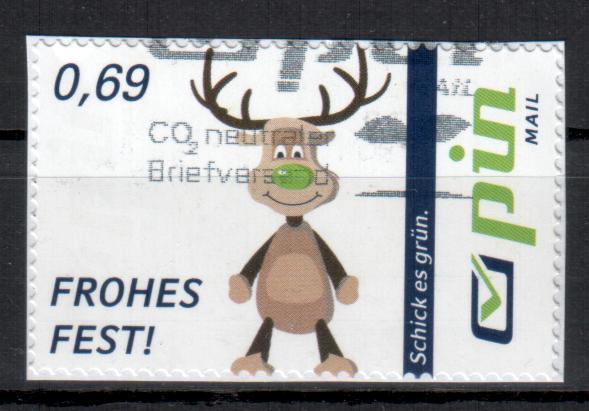 0,69
CO₂ neutraler
Briefversand
FROHES
FEST!
Schick es grün.
pin
MAIL